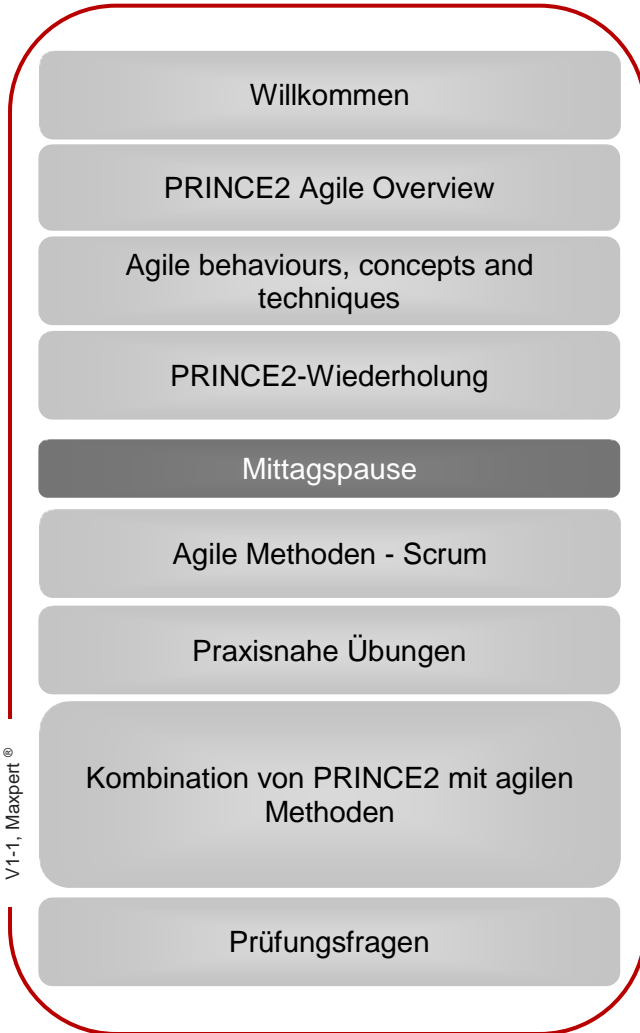 Willkommen
PRINCE2 Agile Overview
Agile behaviours, concepts and
techniques
PRINCE2-Wiederholung
Mittagspause
Agile Methoden - Scrum
Praxisnahe Übungen
Kombination von PRINCE2 mit agilen
Methoden
Prüfungsfragen
V1-1, Maxpert ®